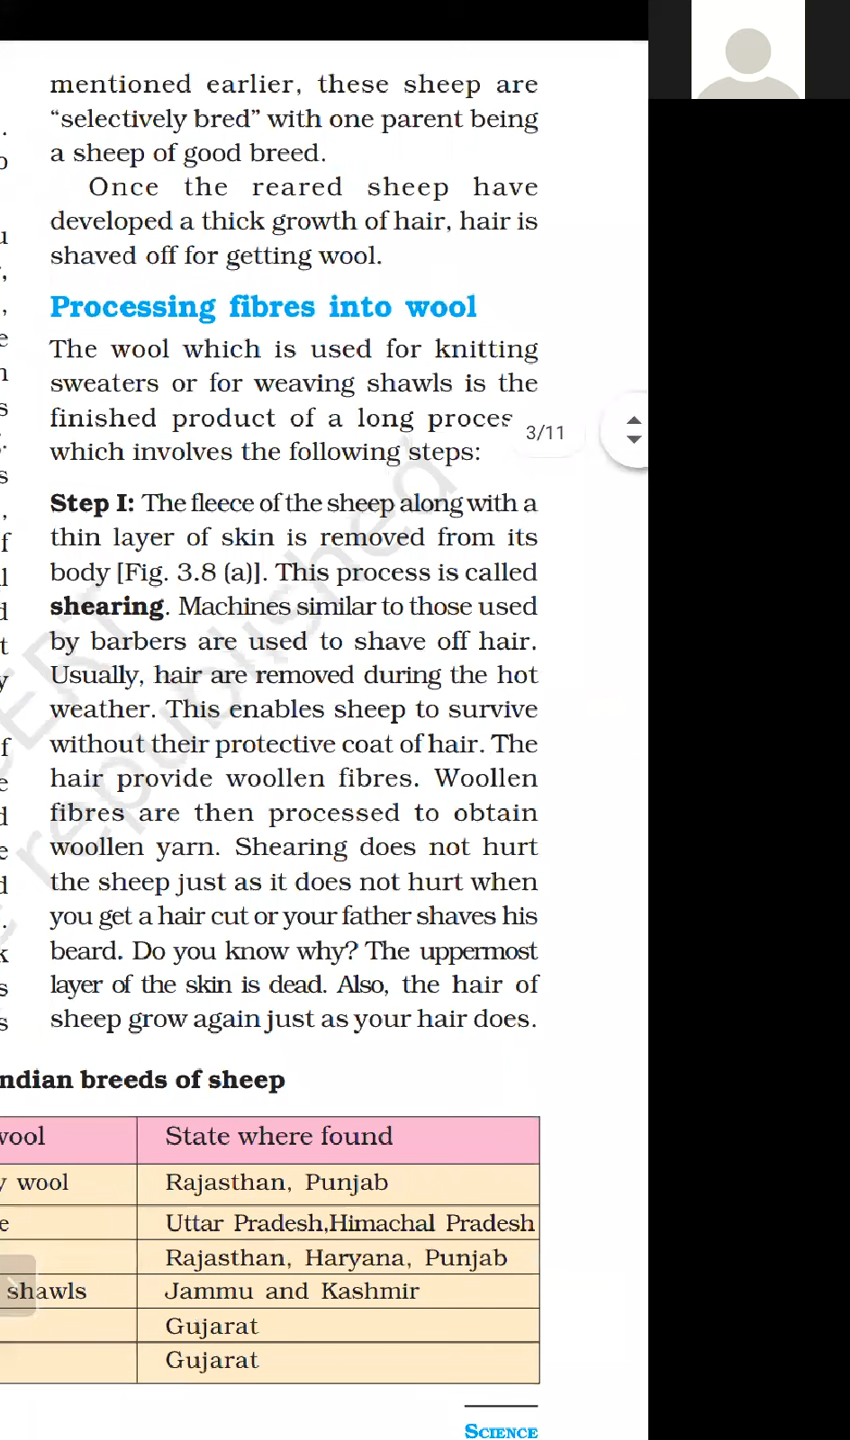 mentioned earlier, these sheep are
“selectively bred” with one parent being
a sheep of good breed.
Once the reared sheep have
developed a thick growth of hair, hair is
shaved off for getting wool.
Processing fibres into wool
The wool which is used for knitting
sweaters or for weaving shawls is the
finished product of a long proces
3/11
which involves the following steps:
Step I: The fleece of the sheep along with a
thin layer of skin is removed from its
body [Fig. 3.8 (a)]. This process is called
shearing. Machines similar to those used
by barbers are used to shave off hair.
Usually, hair are removed during the hot
weather. This enables sheep to survive
without their protective coat of hair. The
hair provide woollen fibres. Woollen
fibres are then processed to obtain
woollen yarn. Shearing does not hurt
the sheep just as it does not hurt when
you get a hair cut or your father shaves his
beard. Do you know why? The uppermost
layer of the skin is dead. Also, the hair of
sheep grow again just as your hair does.
ndian breeds of sheep
wool State where found
y wool Rajasthan, Punjab
e Uttar Pradesh,Himachal Pradesh
Rajasthan, Haryana, Punjab
shawls Jammu and Kashmir
Gujarat
Gujarat
SCIENCE
republished